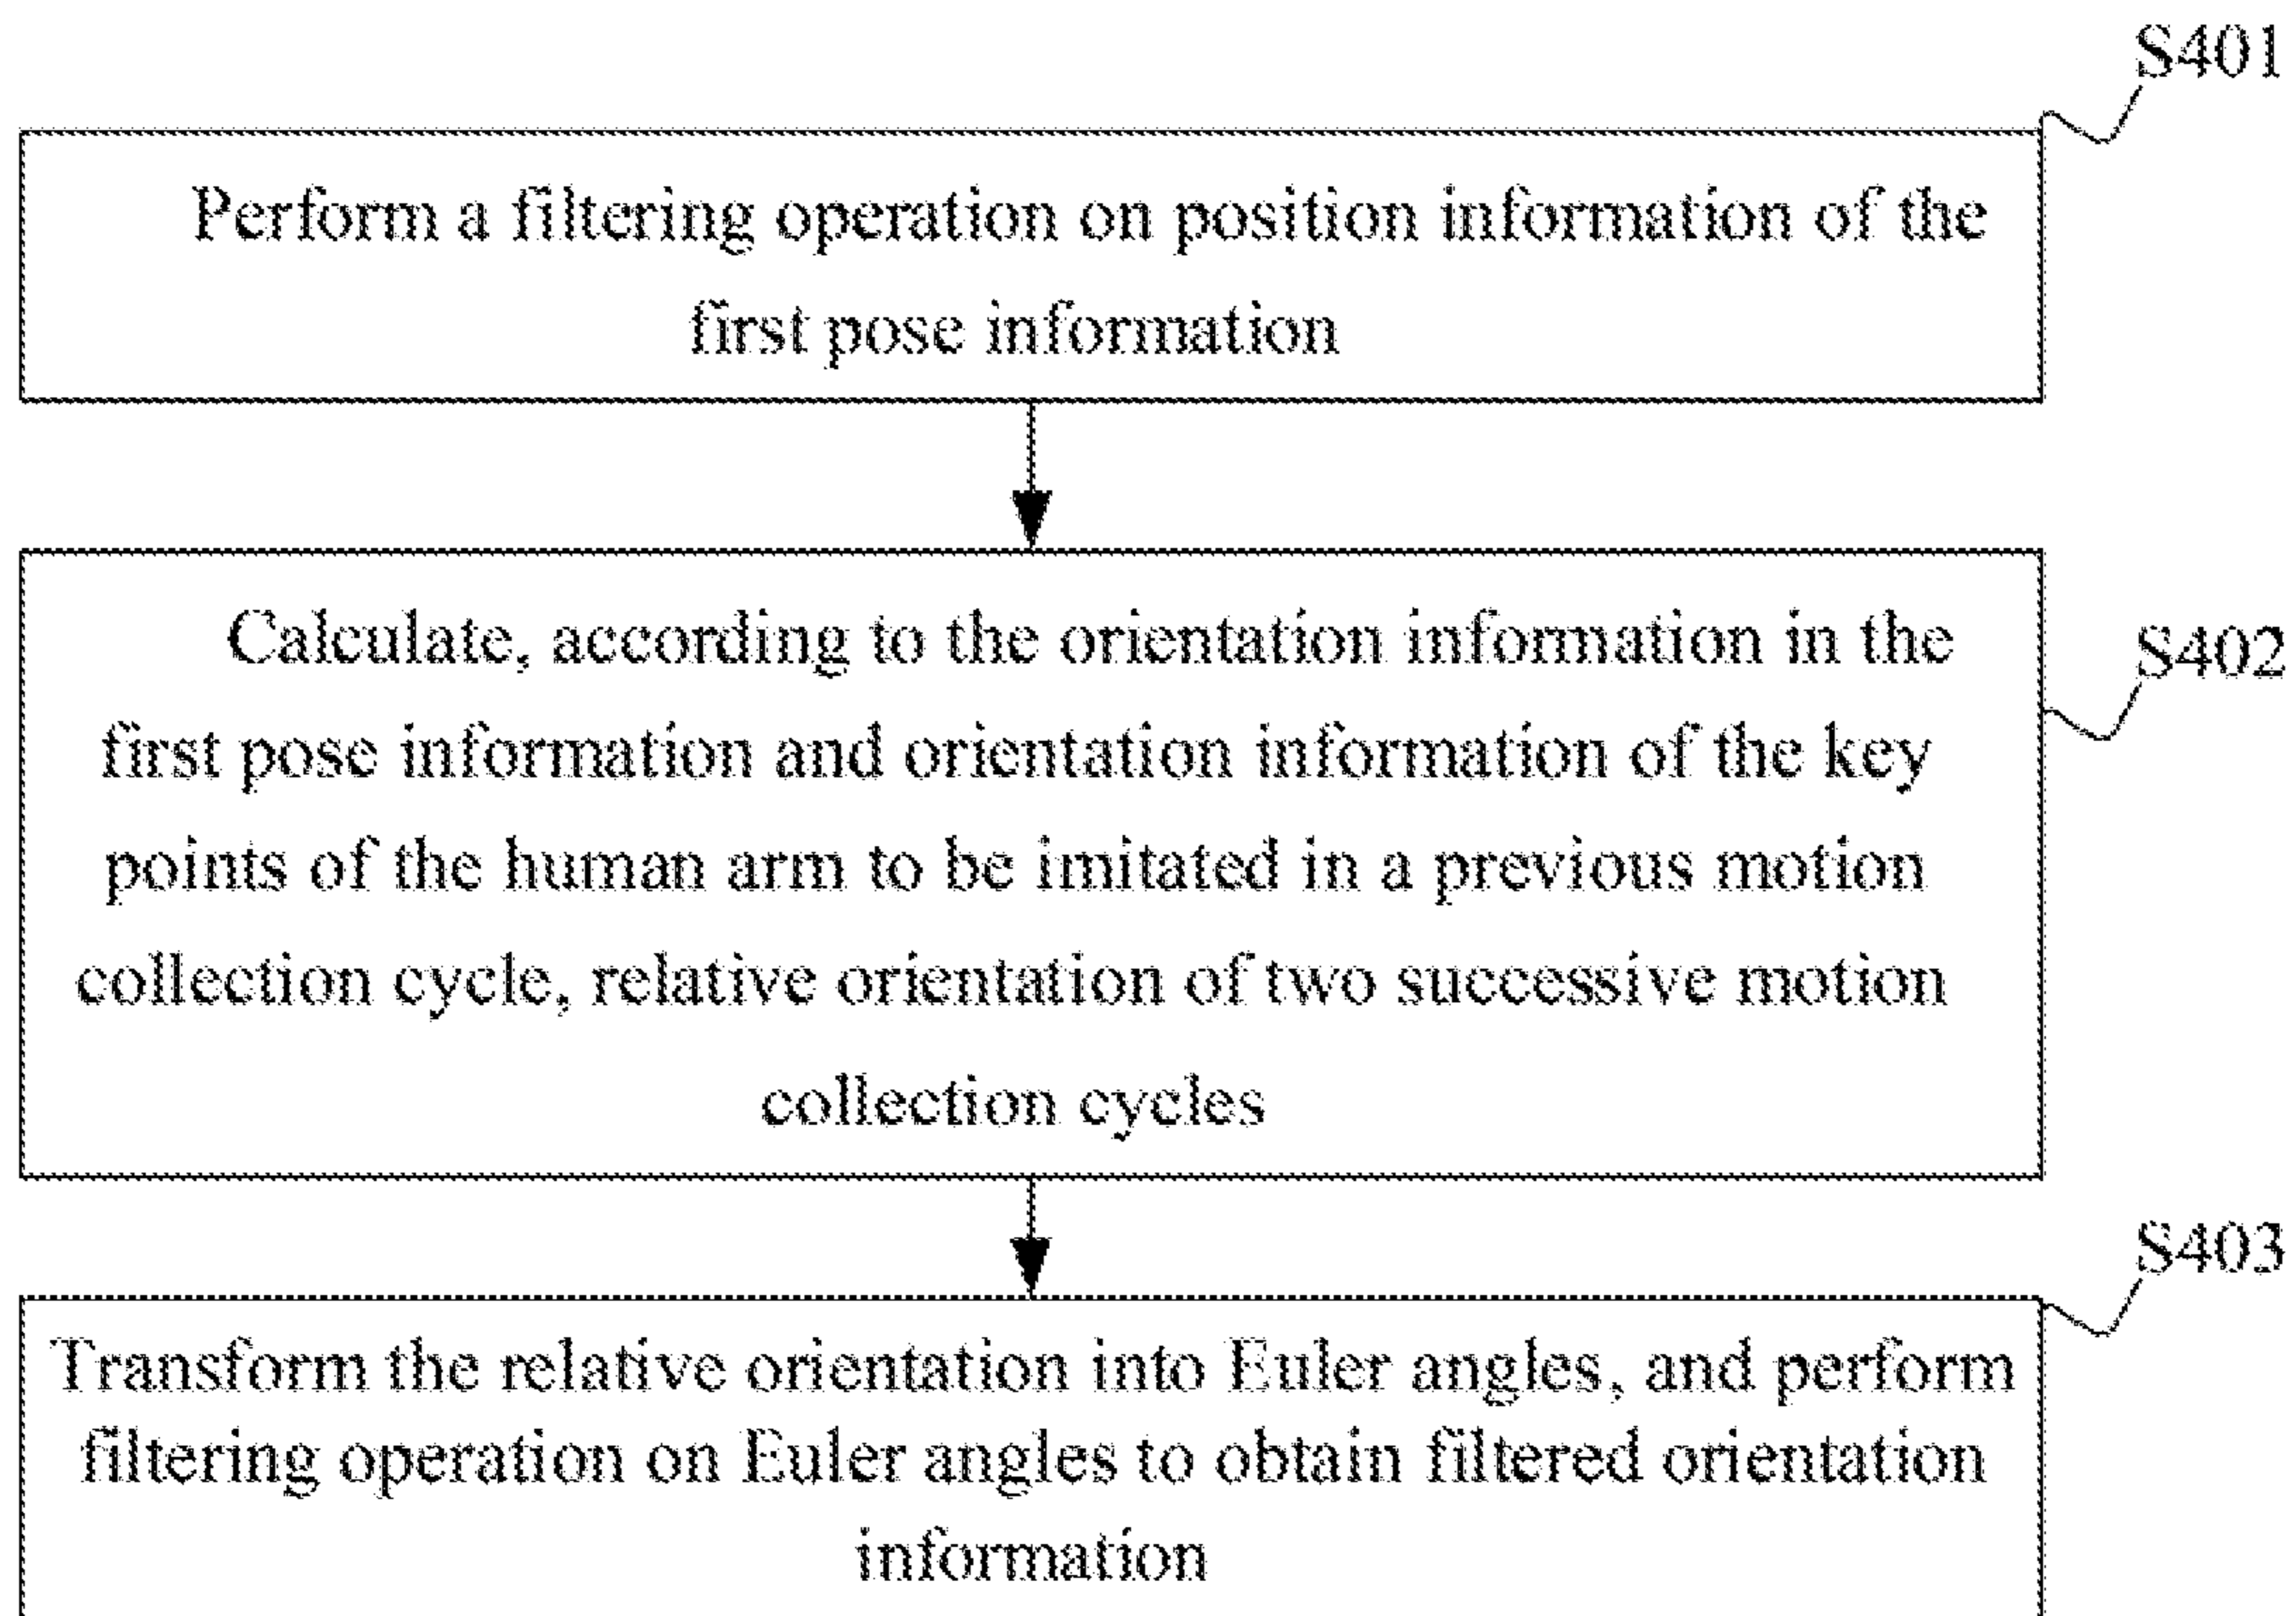 S401
Perform a filtering operation on position information of the
first pose information
Calculate, according to the orientation information in the
S402
first pose information and orientation information of the key
points of the human arm to be imitated in a previous motion
collection cycle, relative orientation of two successive motion
collection cycles
S403
Transform the relative orientation into Euler angles, and perform
filtering operation on Euler angles to obtain filtered orientation
information